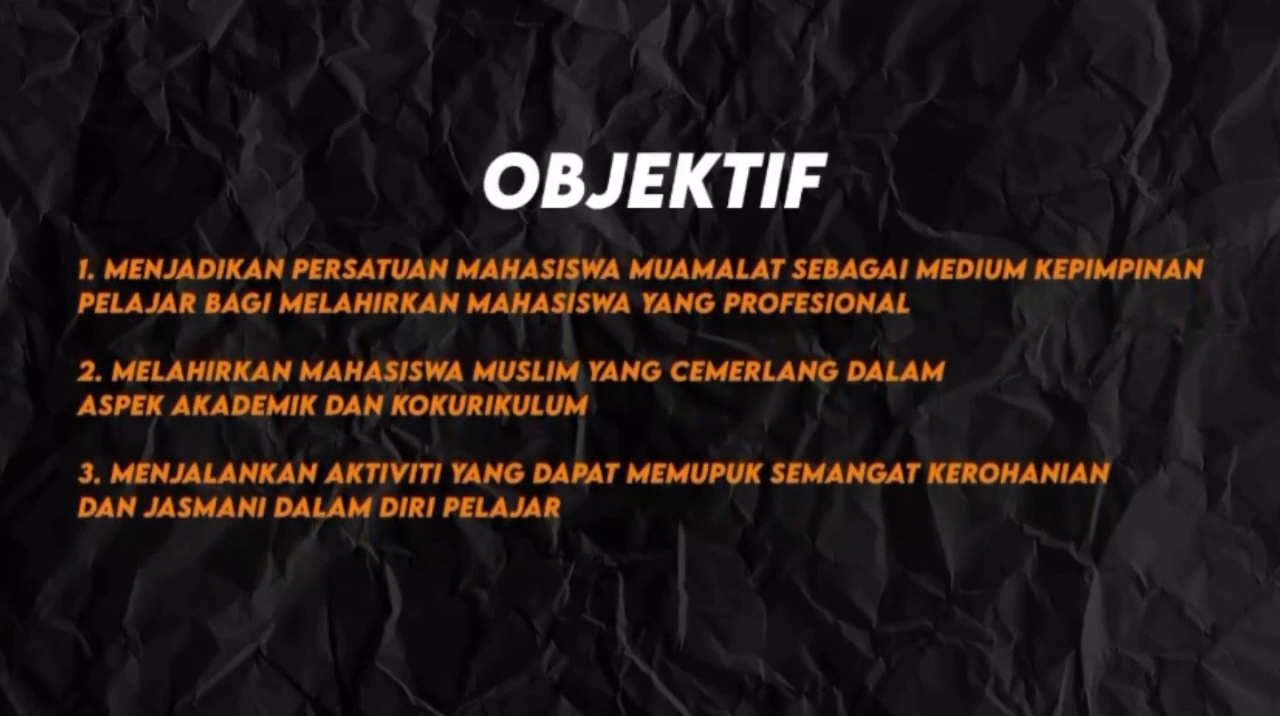 OBJEKTIF
1. MENJADIKAN PERSATUAN MAHASISWA MUAMALAT SEBAGAI MEDIUM KEPIMPINAN
PELAJAR BAGI MELAHIRKAN MAHASISWA YANG PROFESIONAL
2. MELAHIRKAN MAHASISWA MUSLIM YANG CEMERLANG DALAM
ASPEK AKADEMIK DAN KOKURIKULUM
3. MENJALANKAN AKTIVITI YANG DAPAT MEMUPUK SEMANGAT KEROHANIAN
DAN JASMANI DALAM DIRI PELAJAR